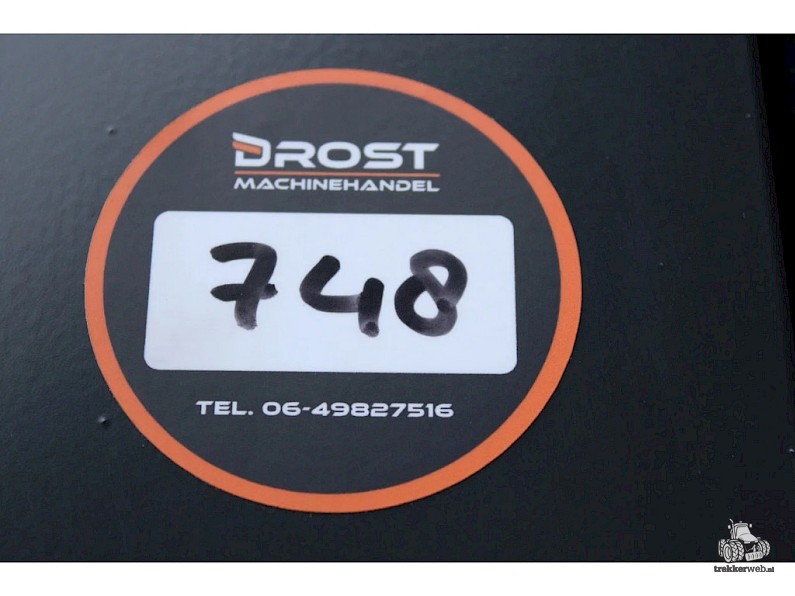 DROST
MACHINEHANDEL
748
TEL. 06-49827516
trekkerweb.nl